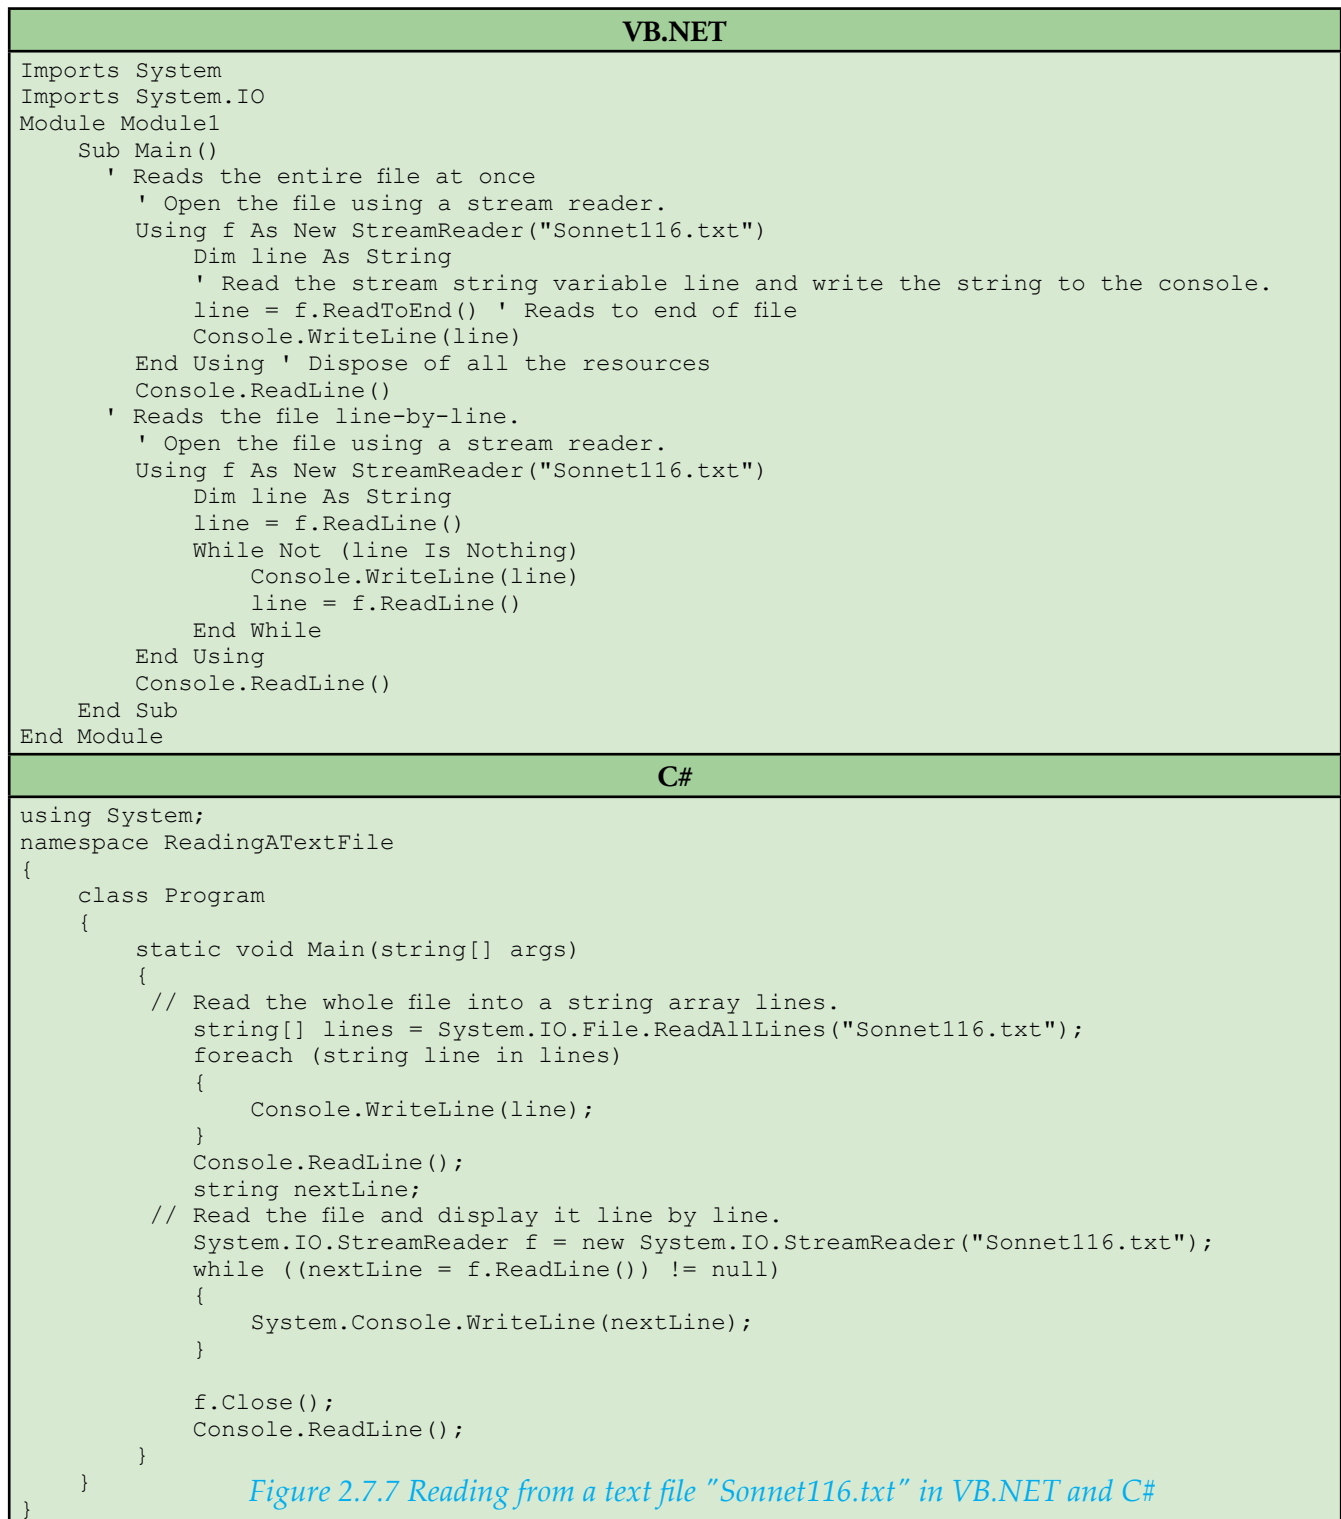 VB.NET
Imports System
Imports System.IO
Module Module1
    Sub Main()
      ' Reads the entire file at once
        ' Open the file using a stream reader.
        Using f As New StreamReader("Sonnet116.txt")
            Dim line As String
            ' Read the stream string variable line and write the string to the console.
            line = f.ReadToEnd() ' Reads to end of file
            Console.WriteLine(line)
        End Using ' Dispose of all the resources
        Console.ReadLine()
      ' Reads the file line-by-line.
        ' Open the file using a stream reader.
        Using f As New StreamReader("Sonnet116.txt")
            Dim line As String
            line = f.ReadLine()
            While Not (line Is Nothing)
                Console.WriteLine(line)
                line = f.ReadLine()
            End While
        End Using
        Console.ReadLine()
    End Sub
End Module
C#
using System;
namespace ReadingATextFile
{
    class Program
    {
        static void Main(string[] args)
        {
         // Read the whole file into a string array lines.
            string[] lines = System.IO.File.ReadAllLines("Sonnet116.txt");
            foreach (string line in lines)
            {
                Console.WriteLine(line);
            }
            Console.ReadLine();
            string nextLine;
         // Read the file and display it line by line.
            System.IO.StreamReader f = new System.IO.StreamReader("Sonnet116.txt");
            while ((nextLine = f.ReadLine()) != null)
            {
                System.Console.WriteLine(nextLine);
            }

            f.Close();
            Console.ReadLine();
        }
    }
Figure 2.7.7 Reading from a text file "Sonnet116.txt" in VB.NET and C#
}